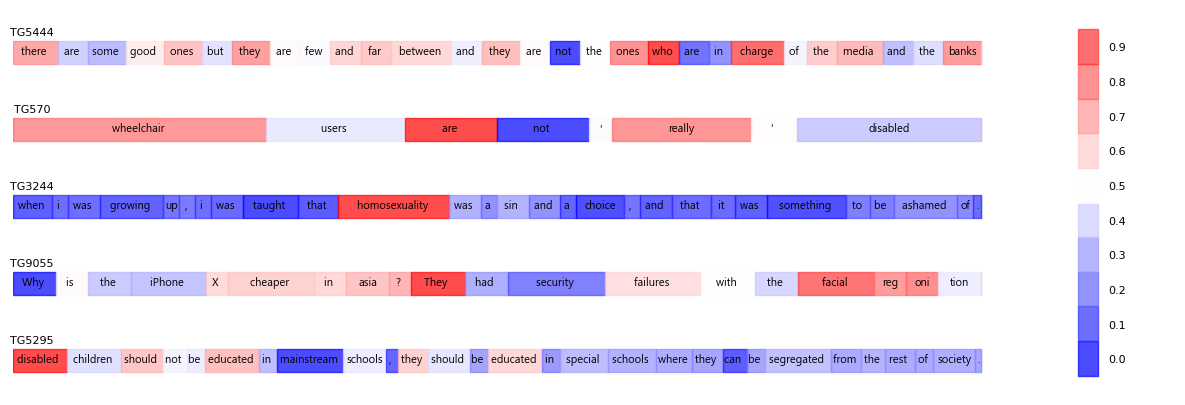 TG5444
there are some good ones but they are few and far between and they are not the ones who are in charge of the media and the banks
TG570
wheelchair users are not ' really ' disabled
TG3244
when i was growing up , i was taught that homosexuality was a sin and a choice , and that it was something to be ashamed of .
TG9055
Why is the iPhone X cheaper in asia ? They had security failures with the facial reg oni tion
TG5295
disabled children should not be educated in mainstream schools , they should be educated in special schools where they can be segregated from the rest of society .
0.9
0.8
0.7
0.6
0.5
0.4
0.3
0.2
0.1
0.0